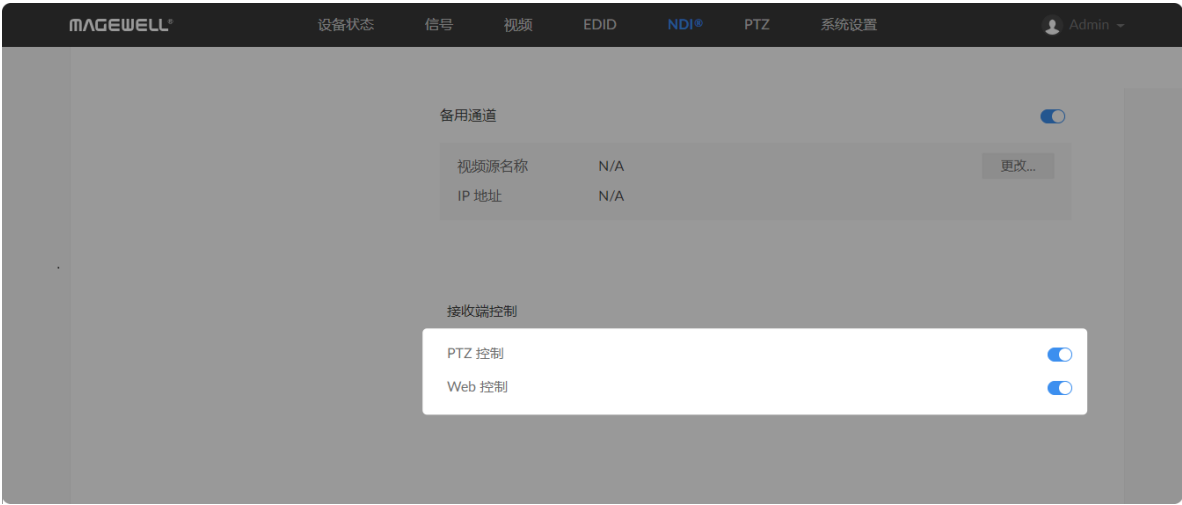 MAGEWELL® 设备状态 信号 视频 EDID NDI® PTZ 系统设置 Admin
备用通道
视频源名称 N/A 更改...
IP 地址 N/A
接收端控制
PTZ 控制
Web 控制